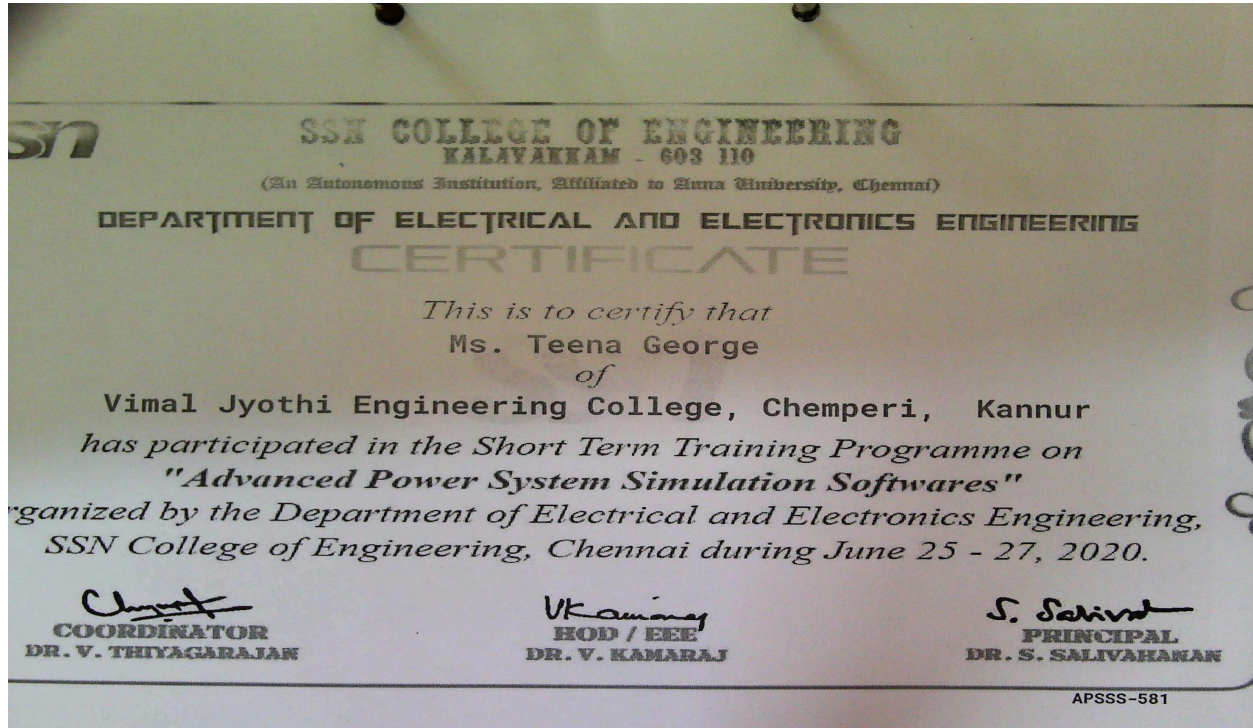 SSN
SSN COLLEGE OF ENGINEERING
KALAVAKKAM - 603 110
(An Autonomous Institution, Affiliated to Anna University, Chennai)
DEPARTMENT OF ELECTRICAL AND ELECTRONICS ENGINEERING
CERTIFICATE
This is to certify that
Ms. Teena George
of
Vimal Jyothi Engineering College, Chemperi, Kannur
has participated in the Short Term Training Programme on
"Advanced Power System Simulation Softwares"
rganized by the Department of Electrical and Electronics Engineering,
SSN College of Engineering, Chennai during June 25 - 27, 2020.
COORDINATOR HOD / EEE PRINCIPAL
DR. V. THIYAGARAJAN DR. V. KAMARAJ DR. S. SALIVAHANAN
APSSS-581